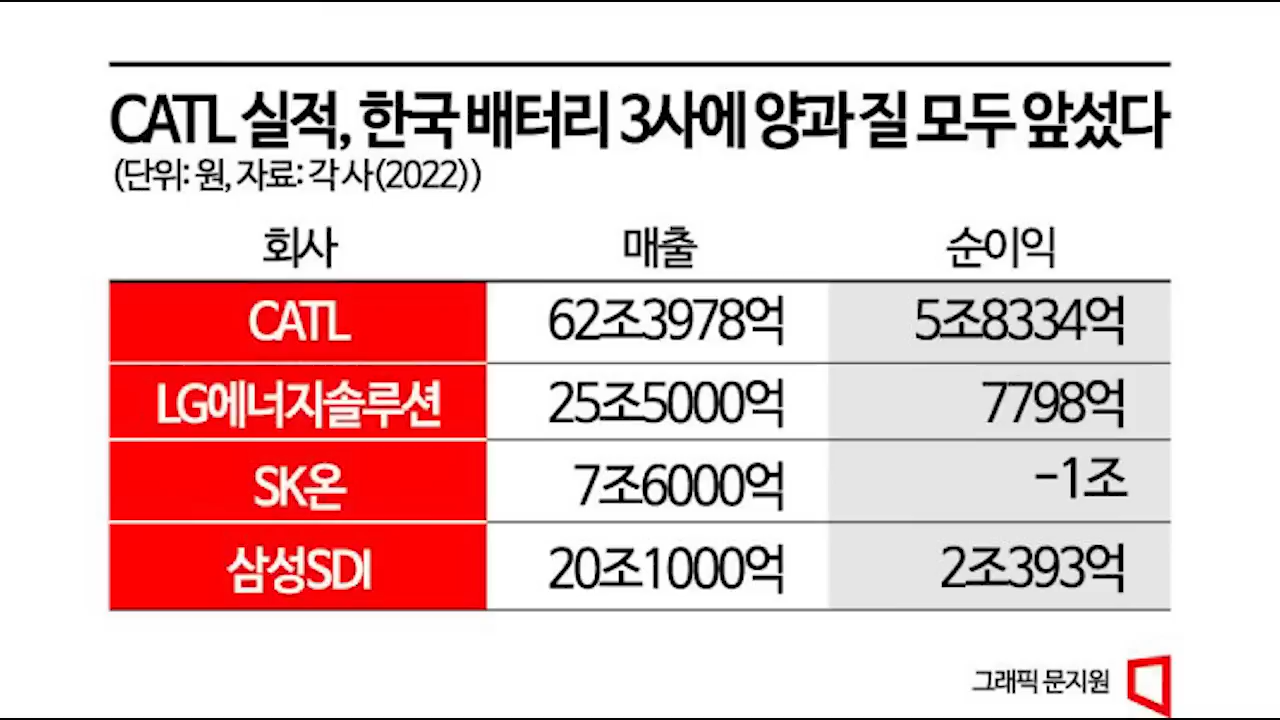 CATL 실적, 한국 배터리 3사에 양과 질 모두 앞섰다
(단위: 원, 자료: 각 사(2022))
회사 매출 순이익
CATL 62조3978억 5조8334억
LG에너지솔루션 25조5000억 7798억
SK온 7조6000억 -1조
삼성SDI 20조1000억 2조393억
그래픽 문지원